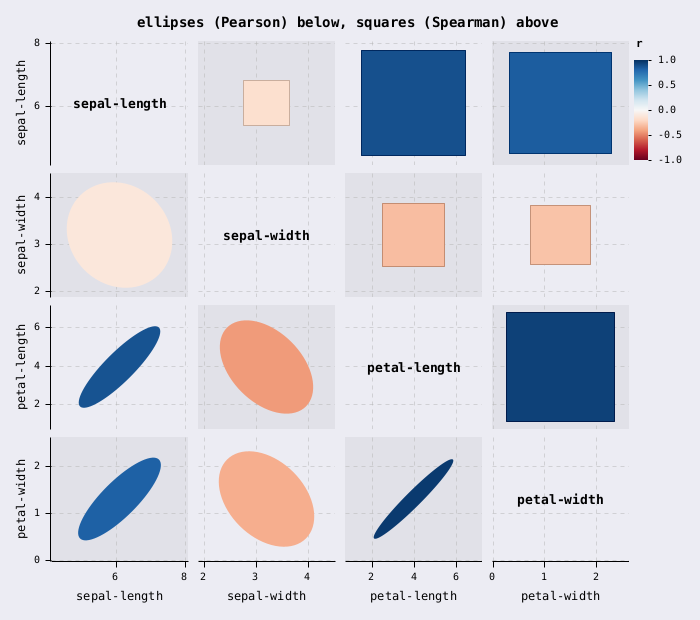 ellipses (Pearson) below, squares (Spearman) above
r
8
6
sepal-length
sepal-length
1.0
0.5
0.0
-0.5
-1.0
4
3
2
sepal-width
sepal-width
6
4
2
petal-length
petal-length
2
1
0
petal-width
petal-width
6 8 2 3 4 2 4 6 0 1 2
sepal-length sepal-width petal-length petal-width